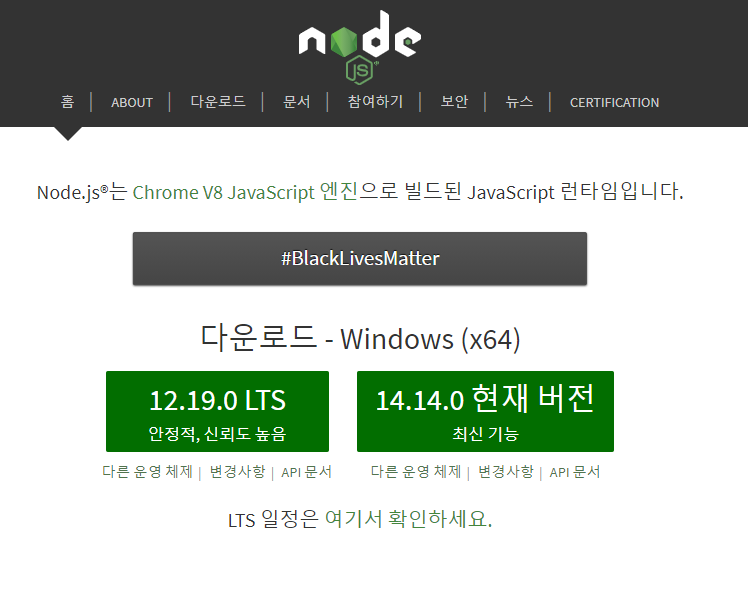 node
JS
홈 | ABOUT | 다운로드 | 문서 | 참여하기 | 보안 | 뉴스 | CERTIFICATION
Node.js®는 Chrome V8 JavaScript 엔진으로 빌드된 JavaScript 런타임입니다.
#BlackLivesMatter
다운로드 - Windows (x64)
12.19.0 LTS
안정적, 신뢰도 높음
14.14.0 현재 버전
최신 기능
다른 운영 체제 | 변경사항 | API 문서
다른 운영 체제 | 변경사항 | API 문서
LTS 일정은 여기서 확인하세요.